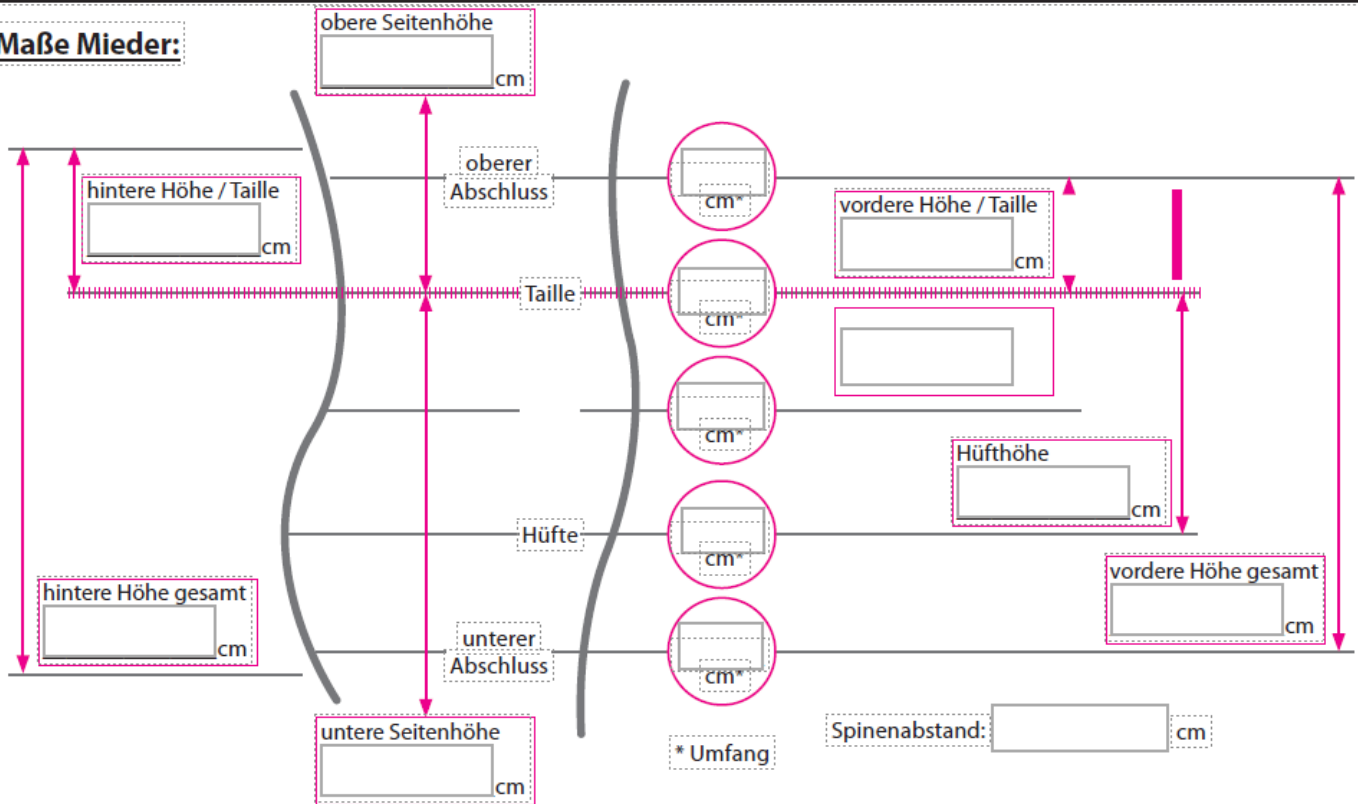 Maße Mieder:
obere Seitenhöhe
cm
oberer
Abschluss
cm*
hintere Höhe / Taille
cm
vordere Höhe / Taille
cm
Taille
cm*
cm*
Hüfthöhe
cm
Hüfte
cm*
vordere Höhe gesamt
cm
hintere Höhe gesamt
cm
unterer
Abschluss
cm*
untere Seitenhöhe
cm
* Umfang
Spinenabstand: cm